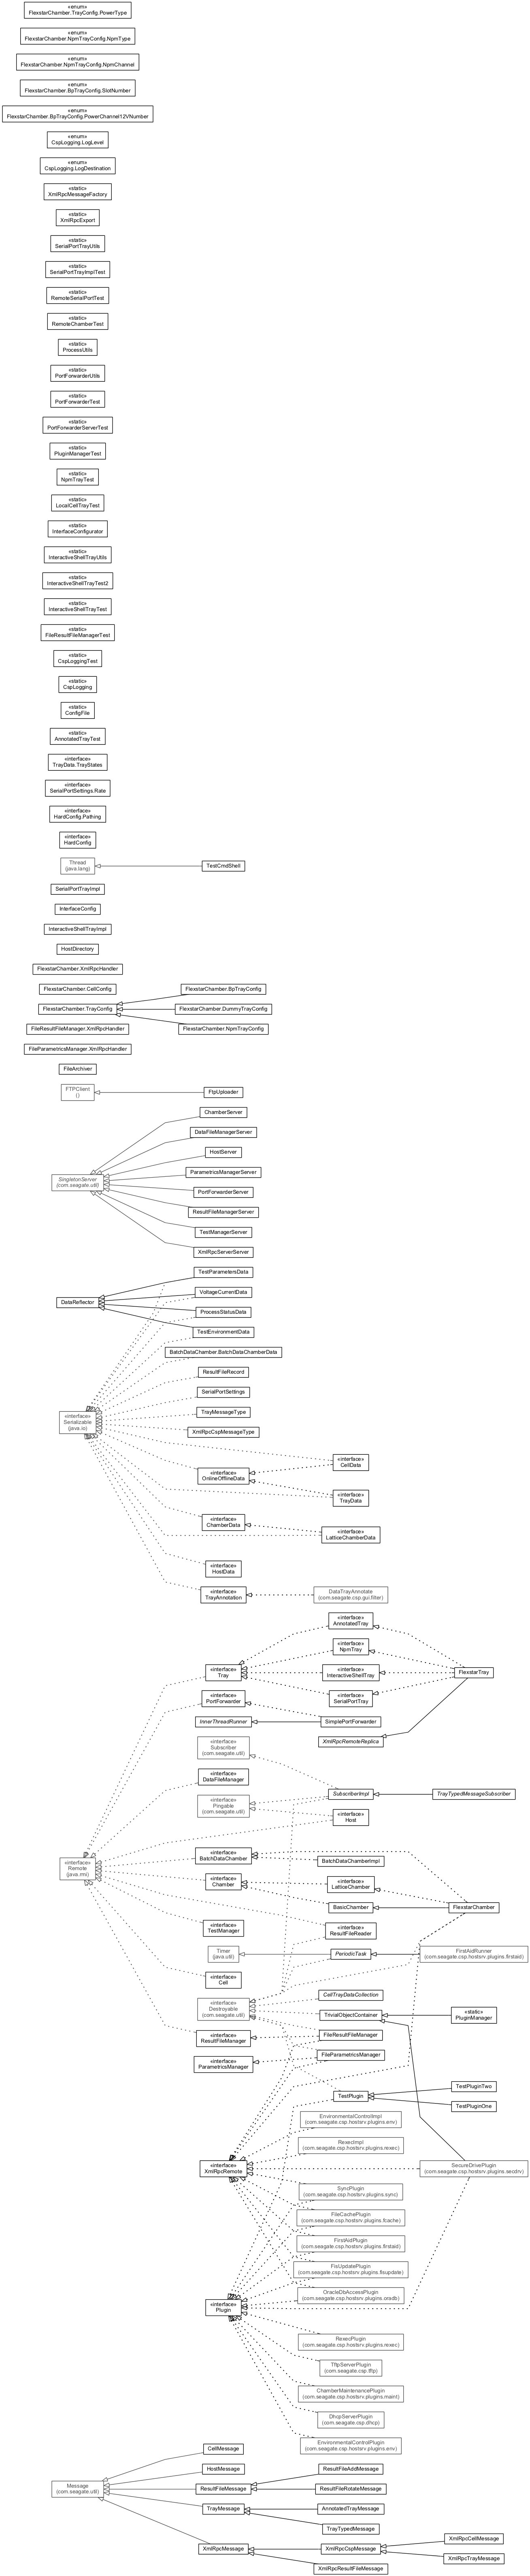 «enum»
FlexstarChamber.TrayConfig.PowerType
«enum»
FlexstarChamber.NpmTrayConfig.NpmType
«enum»
FlexstarChamber.NpmTrayConfig.NpmChannel
«enum»
FlexstarChamber.BpTrayConfig.SlotNumber
«enum»
FlexstarChamber.BpTrayConfig.PowerChannel12VNumber
«enum»
CspLogging.LogLevel
«enum»
CspLogging.LogDestination
«static»
XmlRpcMessageFactory
«static»
XmlRpcExport
«static»
SerialPortTrayUtils
«static»
SerialPortTrayImplTest
«static»
RemoteSerialPortTest
«static»
RemoteChamberTest
«static»
ProcessUtils
«static»
PortForwarderUtils
«static»
PortForwarderTest
«static»
PortForwarderServerTest
«static»
PluginManagerTest
«static»
NpmTrayTest
«static»
LocalCellTrayTest
«static»
InterfaceConfigurator
«static»
InteractiveShellTrayUtils
«static»
InteractiveShellTrayTest2
«static»
InteractiveShellTrayTest
«static»
FileResultFileManagerTest
«static»
CspLoggingTest
«static»
CspLogging
«static»
ConfigFile
«static»
AnnotatedTrayTest
«interface»
TrayData.TrayStates
«interface»
SerialPortSettings.Rate
«interface»
HardConfig.Pathing
«interface»
HardConfig
Thread
(java.lang)
TestCmdShell
SerialPortTrayImpl
InterfaceConfig
InteractiveShellTrayImpl
HostDirectory
FlexstarChamber.XmlRpcHandler
FlexstarChamber.CellConfig
FlexstarChamber.BpTrayConfig
FlexstarChamber.TrayConfig
FlexstarChamber.DummyTrayConfig
FileResultFileManager.XmlRpcHandler
FlexstarChamber.NpmTrayConfig
FileParametricsManager.XmlRpcHandler
FileArchiver
FTPClient
()
FtpUploader
ChamberServer
DataFileManagerServer
HostServer
ParametricsManagerServer
SingletonServer
(com.seagate.util)
PortForwarderServer
ResultFileManagerServer
TestManagerServer
XmlRpcServerServer
TestParametersData
VoltageCurrentData
DataReflector
ProcessStatusData
TestEnvironmentData
BatchDataChamber.BatchDataChamberData
ResultFileRecord
SerialPortSettings
TrayMessageType
«interface»
Serializable
(java.io)
XmlRpcCspMessageType
«interface»
CellData
«interface»
OnlineOfflineData
«interface»
TrayData
«interface»
ChamberData
«interface»
LatticeChamberData
«interface»
HostData
«interface»
TrayAnnotation
DataTrayAnnotate
(com.seagate.csp.gui.filter)
«interface»
AnnotatedTray
«interface»
NpmTray
«interface»
Tray
«interface»
InteractiveShellTray
FlexstarTray
«interface»
SerialPortTray
«interface»
PortForwarder
InnerThreadRunner
SimplePortForwarder
XmlRpcRemoteReplica
«interface»
Subscriber
(com.seagate.util)
«interface»
DataFileManager
«interface»
Pingable
(com.seagate.util)
SubscriberImpl
TrayTypedMessageSubscriber
«interface»
Host
«interface»
Remote
(java.rmi)
«interface»
BatchDataChamber
BatchDataChamberImpl
«interface»
Chamber
«interface»
LatticeChamber
BasicChamber
FlexstarChamber
«interface»
TestManager
«interface»
ResultFileReader
Timer
(java.util)
PeriodicTask
FirstAidRunner
(com.seagate.csp.hostsrv.plugins.firstaid)
«interface»
Cell
CellTrayDataCollection
«interface»
Destroyable
(com.seagate.util)
TrivialObjectContainer
«static»
PluginManager
«interface»
ResultFileManager
FileResultFileManager
«interface»
ParametricsManager
FileParametricsManager
TestPlugin
TestPluginTwo
TestPluginOne
EnvironmentalControlImpl
(com.seagate.csp.hostsrv.plugins.env)
RexecImpl
(com.seagate.csp.hostsrv.plugins.rexec)
«interface»
XmlRpcRemote
SecureDrivePlugin
(com.seagate.csp.hostsrv.plugins.secdrv)
SyncPlugin
(com.seagate.csp.hostsrv.plugins.sync)
FileCachePlugin
(com.seagate.csp.hostsrv.plugins.fcache)
FirstAidPlugin
(com.seagate.csp.hostsrv.plugins.firstaid)
FisUpdatePlugin
(com.seagate.csp.hostsrv.plugins.fisupdate)
OracleDbAccessPlugin
(com.seagate.csp.hostsrv.plugins.oradb)
«interface»
Plugin
RexecPlugin
(com.seagate.csp.hostsrv.plugins.rexec)
TftpServerPlugin
(com.seagate.csp.tftp)
ChamberMaintenancePlugin
(com.seagate.csp.hostsrv.plugins.maint)
DhcpServerPlugin
(com.seagate.csp.dhcp)
EnvironmentalControlPlugin
(com.seagate.csp.hostsrv.plugins.env)
CellMessage
HostMessage
ResultFileAddMessage
Message
(com.seagate.util)
ResultFileMessage
ResultFileRotateMessage
TrayMessage
AnnotatedTrayMessage
TrayTypedMessage
XmlRpcCellMessage
XmlRpcMessage
XmlRpcCspMessage
XmlRpcTrayMessage
XmlRpcResultFileMessage